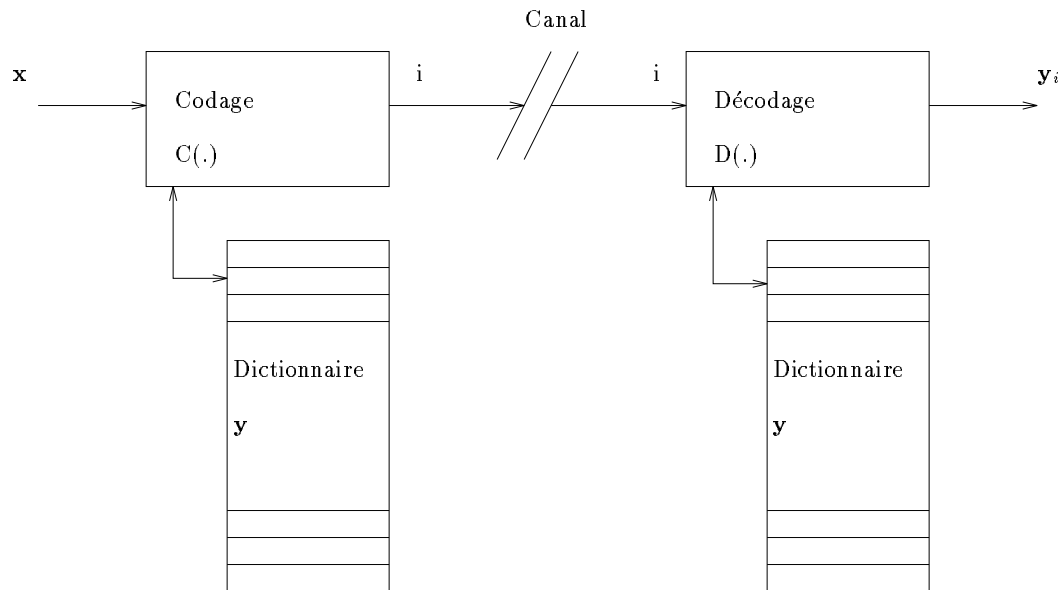 Canal
x
i
i
y_i
Codage
C(.)
Décodage
D(.)
Dictionnaire
y
Dictionnaire
y